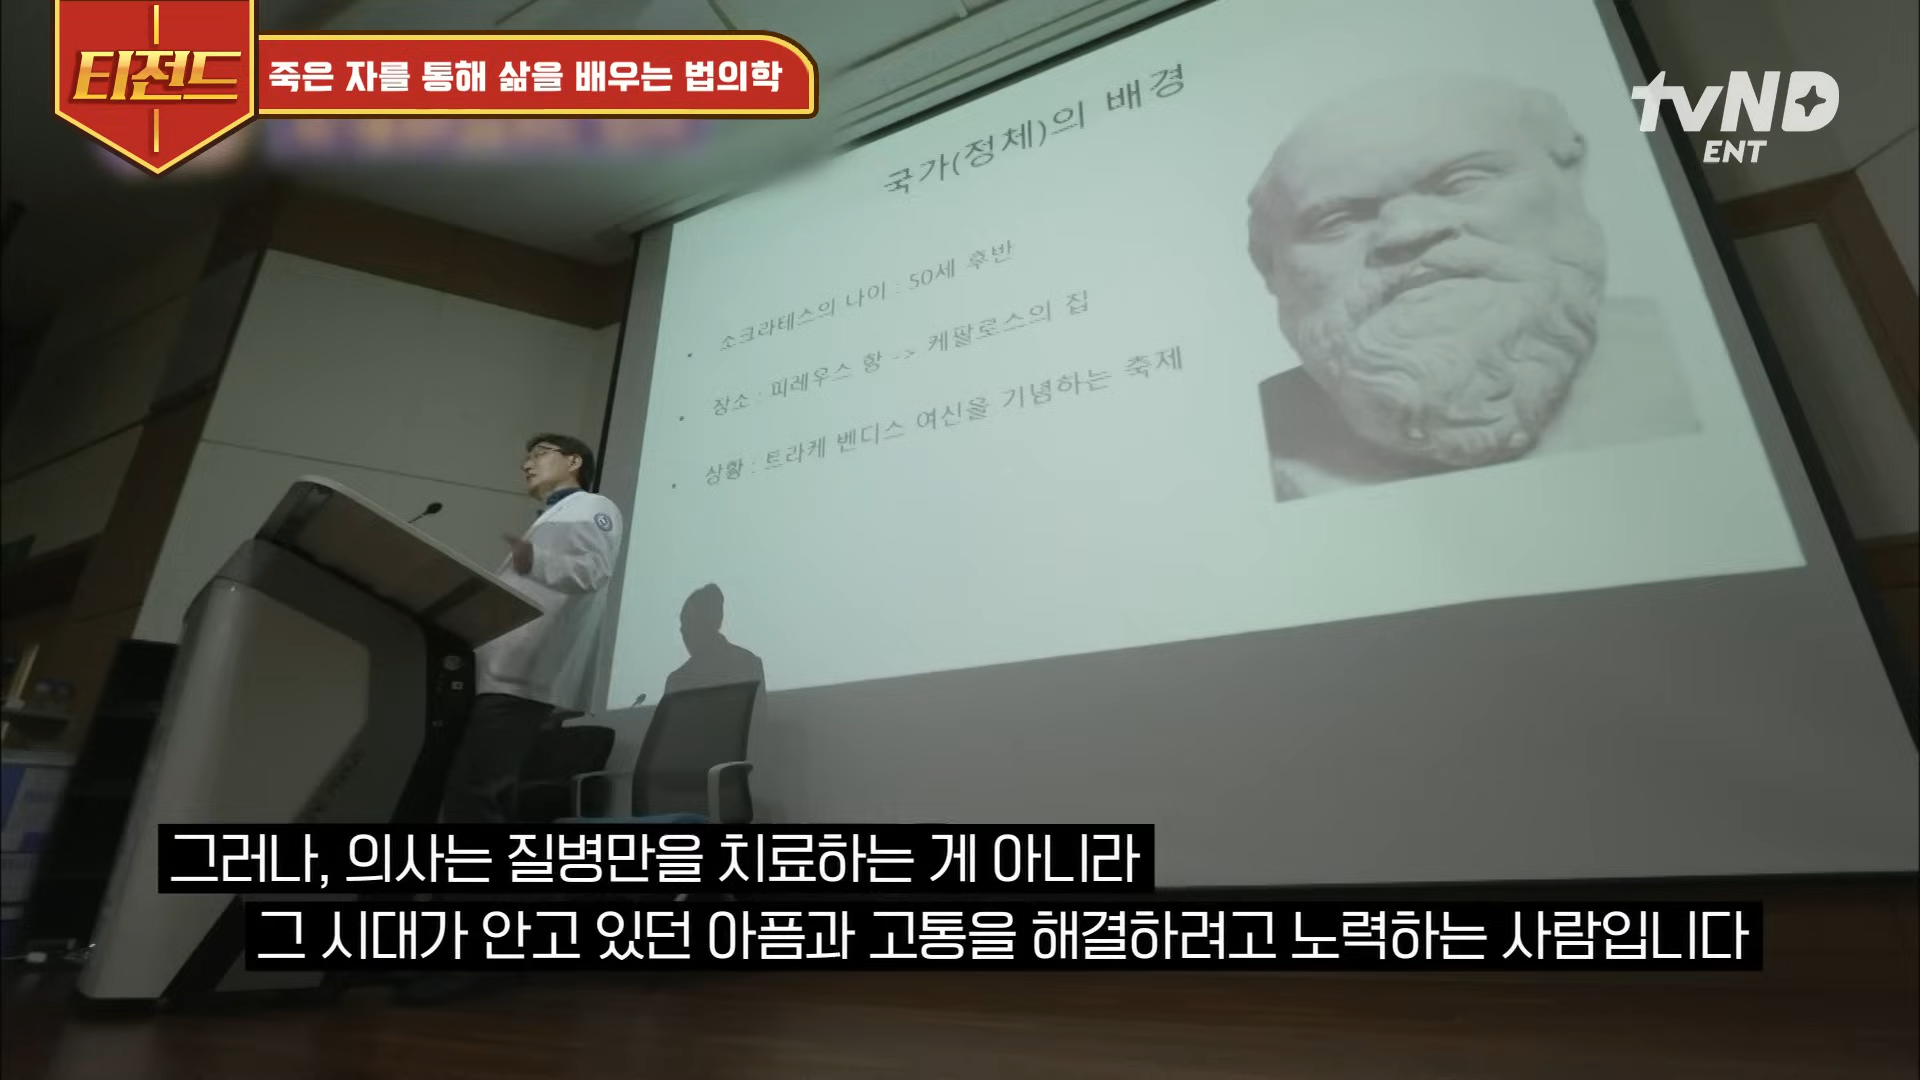 티전드
죽은 자를 통해 삶을 배우는 법의학
tvND
ENT
국가(정체)의 배경
• 소크라테스의 나이 : 50세 후반
• 장소 : 피레우스 항 -> 케팔로스의 집
• 상황 : 트라케 벤디스 여신을 기념하는 축제
그러나, 의사는 질병만을 치료하는 게 아니라
그 시대가 안고 있던 아픔과 고통을 해결하려고 노력하는 사람입니다